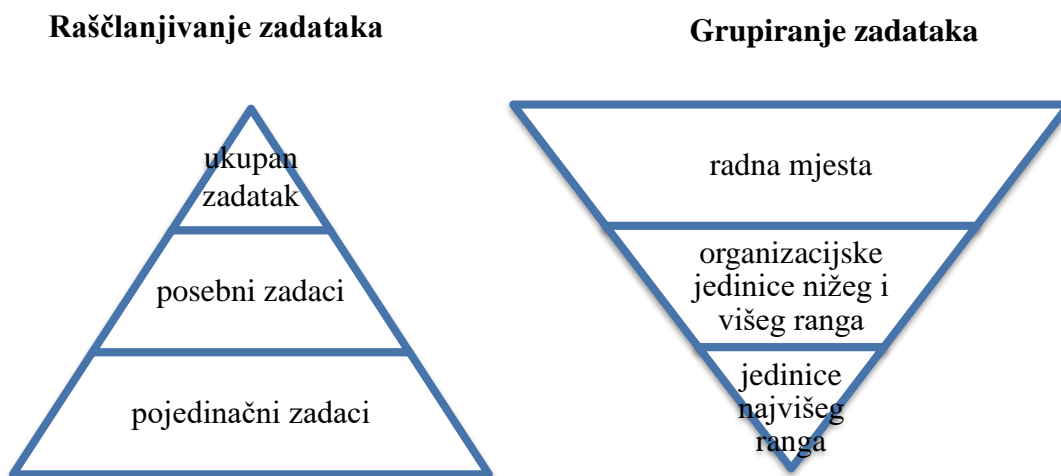 Raščlanjivanje zadataka
ukupan
zadatak
posebni zadaci
pojedinačni zadaci
Grupiranje zadataka
radna mjesta
organizacijske
jedinice nižeg i
višeg ranga
jedinice
najvišeg
ranga